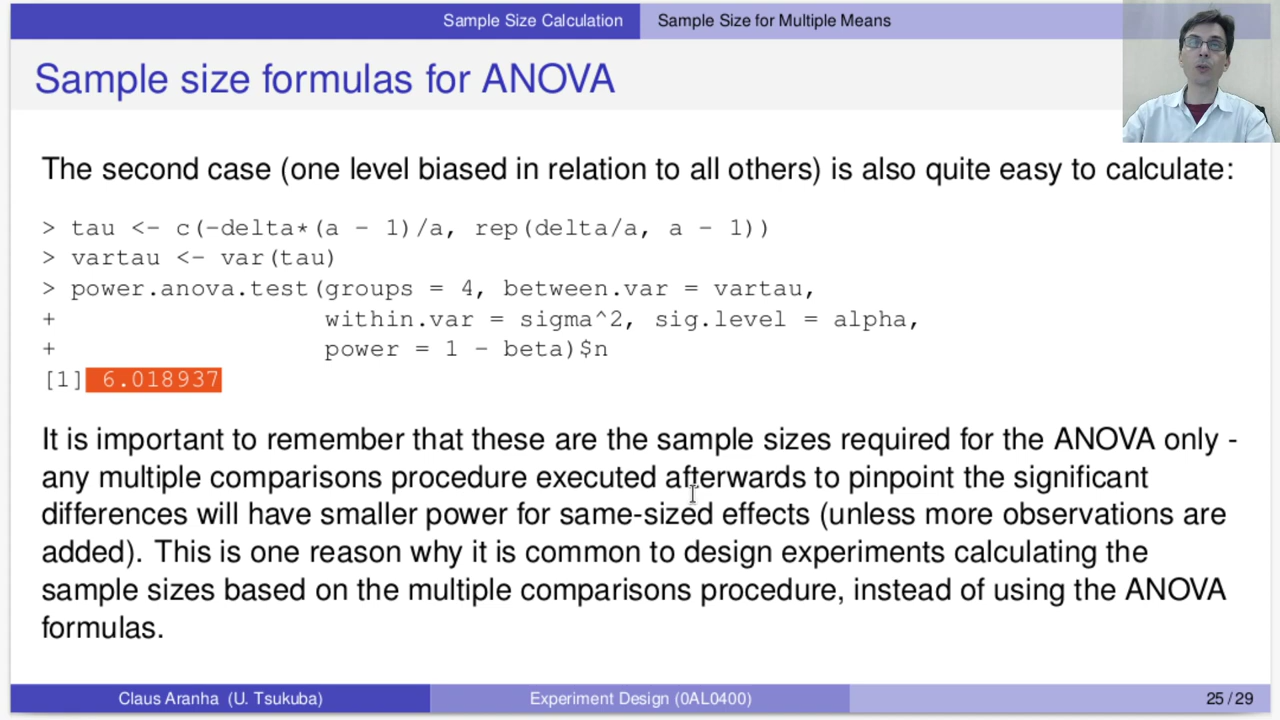 Sample Size Calculation Sample Size for Multiple Means
Sample size formulas for ANOVA
The second case (one level biased in relation to all others) is also quite easy to calculate:
> tau <- c(-delta*(a - 1)/a, rep(delta/a, a - 1))
> vartau <- var(tau)
> power.anova.test(groups = 4, between.var = vartau,
+ within.var = sigma^2, sig.level = alpha,
+ power = 1 - beta)$n
[1] 6.018937
It is important to remember that these are the sample sizes required for the ANOVA only -
any multiple comparisons procedure executed afterwards to pinpoint the significant
differences will have smaller power for same-sized effects (unless more observations are
added). This is one reason why it is common to design experiments calculating the
sample sizes based on the multiple comparisons procedure, instead of using the ANOVA
formulas.
Claus Aranha (U. Tsukuba) Experiment Design (0AL0400) 25 / 29